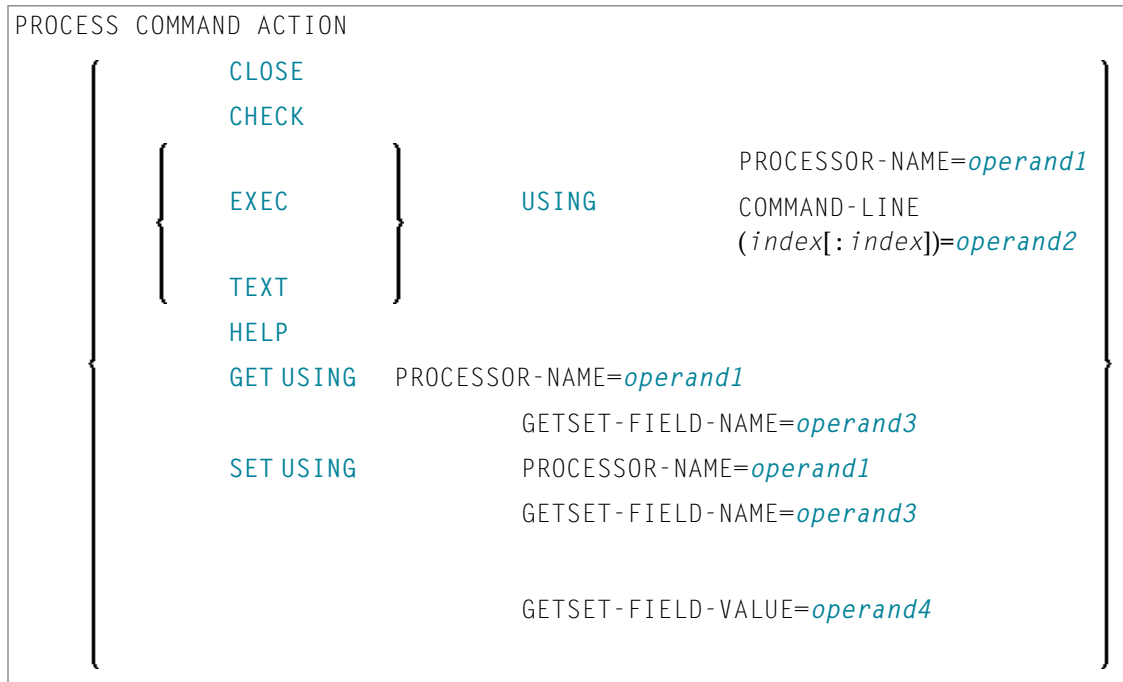 PROCESS COMMAND ACTION
CLOSE
CHECK
PROCESSOR-NAME=operand1
EXEC USING COMMAND-LINE
(index[:index])=operand2
TEXT
HELP
GET USING PROCESSOR-NAME=operand1
GETSET-FIELD-NAME=operand3
SET USING PROCESSOR-NAME=operand1
GETSET-FIELD-NAME=operand3
GETSET-FIELD-VALUE=operand4